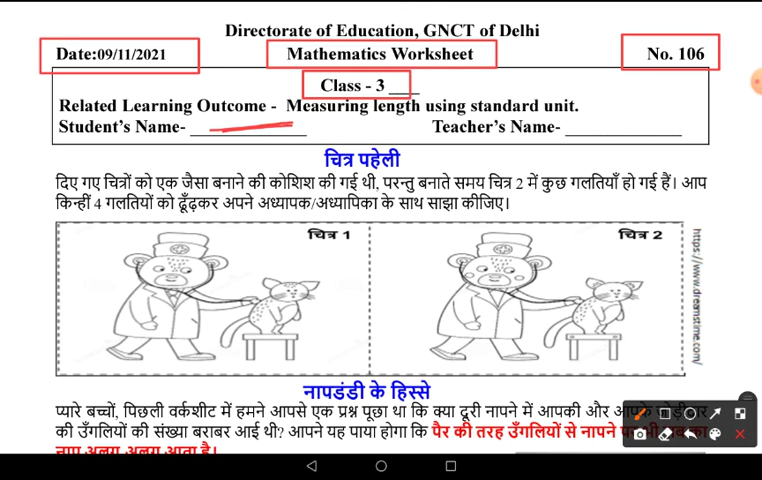 Directorate of Education, GNCT of Delhi
Date:09/11/2021 Mathematics Worksheet No. 106
Class - 3
Related Learning Outcome - Measuring length using standard unit.
Student's Name- Teacher's Name-
चित्र पहेली
दिए गए चित्रों को एक जैसा बनाने की कोशिश की गई थी, परन्तु बनाते समय चित्र 2 में कुछ गलतियाँ हो गई हैं। आप
किन्हीं 4 गलतियों को ढूँढ़कर अपने अध्यापक/अध्यापिका के साथ साझा कीजिए।
चित्र 1 चित्र 2
https://www.dreamstime.com/
नापडंडी के हिस्से
प्यारे बच्चों, पिछली वर्कशीट में हमने आपसे एक प्रश्न पूछा था कि क्या दूरी नापने में आपकी और
की उँगलियों की संख्या बराबर आई थी? आपने यह पाया होगा कि पैर की तरह उँगलियों से नापने
नाप अलग अलग आता है।